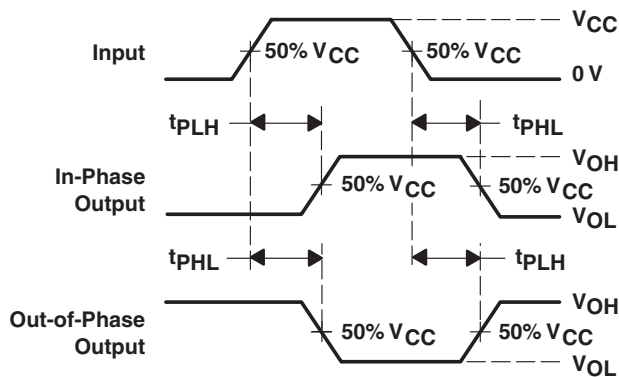 VCC
Input
50% VCC
50% VCC
0 V
tPLH
tPHL
VOH
In-Phase
Output
50% VCC
50% VCC
VOL
tPHL
tPLH
VOH
Out-of-Phase
Output
50% VCC
50% VCC
VOL